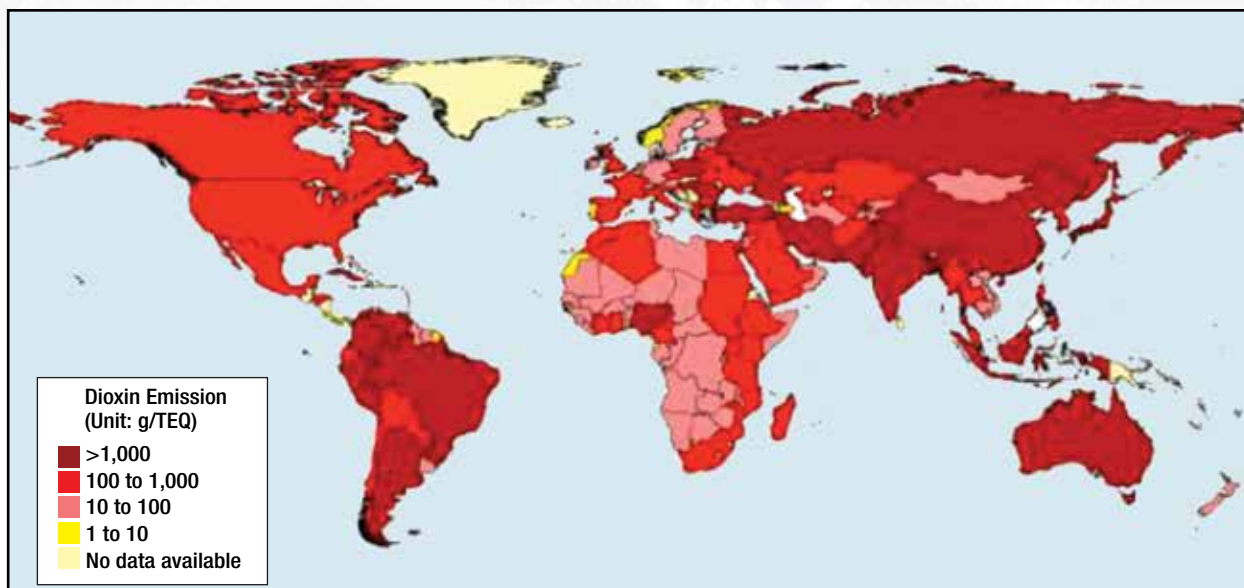 Dioxin Emission
(Unit: g/TEQ)
>1,000
100 to 1,000
10 to 100
1 to 10
No data available